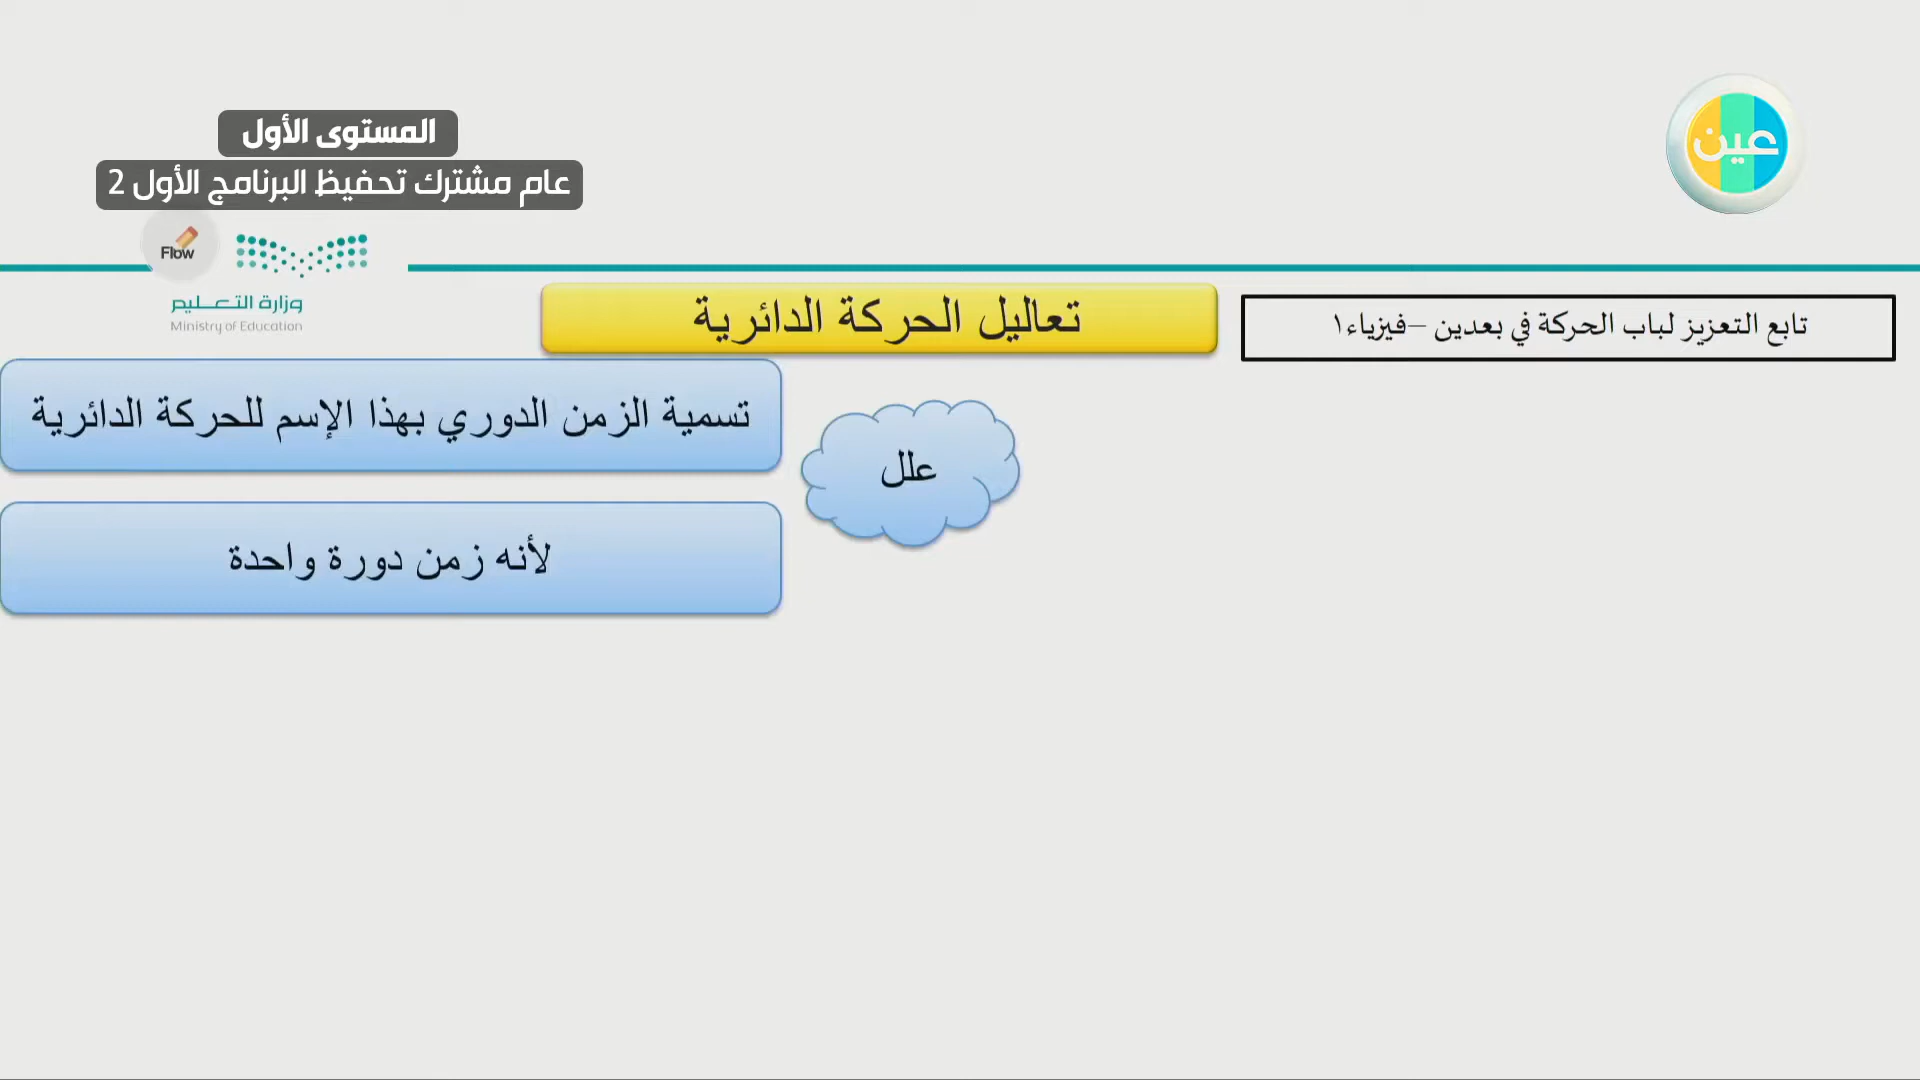 عين
المستوى الأول
عام مشترك تحفيظ البرنامج الأول 2
Flow
وزارة التعليم
Ministry of Education
تابع التعزيز لباب الحركة في بعدين –فيزياء١
تعاليل الحركة الدائرية
علل
تسمية الزمن الدوري بهذا الإسم للحركة الدائرية
لأنه زمن دورة واحدة